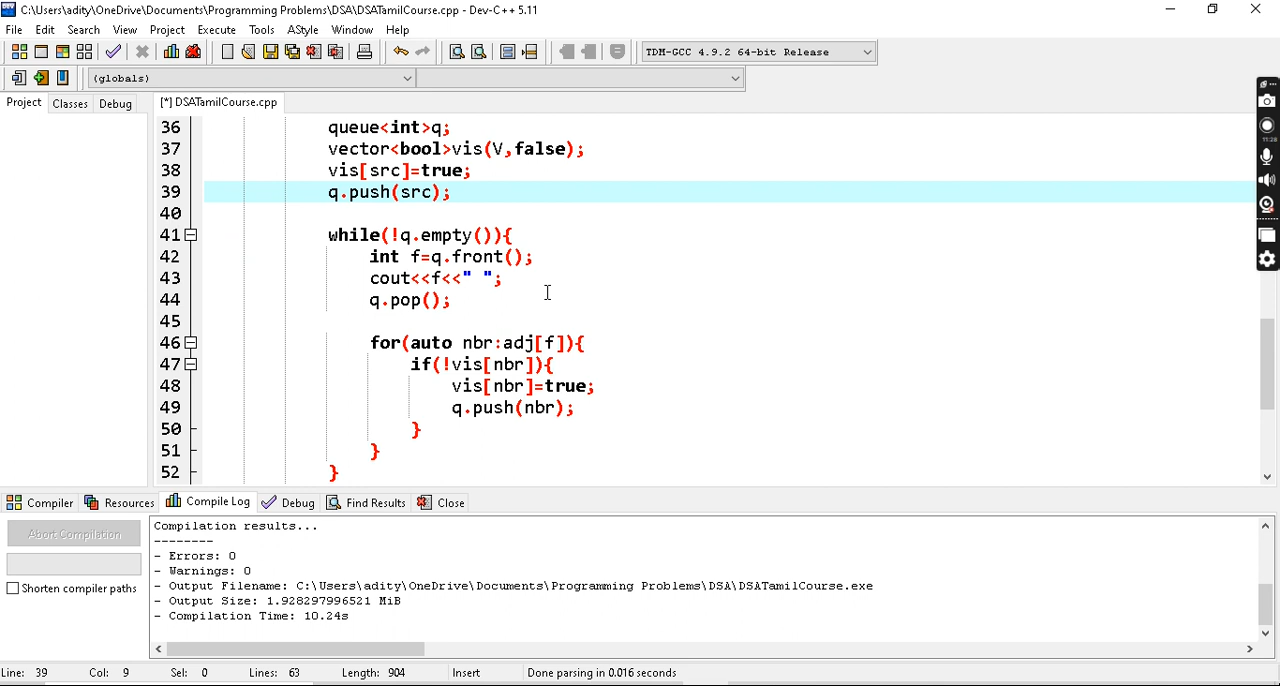 C:\Users\adity\OneDrive\Documents\Programming Problems\DSA\DSATamilCourse.cpp - Dev-C++ 5.11
File Edit Search View Project Execute Tools AStyle Window Help
TDM-GCC 4.9.2 64-bit Release
(globals)
Project Classes Debug [*] DSATamilCourse.cpp
36 queue<int>q;
37 vector<bool>vis(V,false);
38 vis[src]=true;
39 q.push(src);
40
41 while(!q.empty()){
42 int f=q.front();
43 cout<<f<<" ";
44 q.pop();
45
46 for(auto nbr:adj[f]){
47 if(!vis[nbr]){
48 vis[nbr]=true;
49 q.push(nbr);
50 }
51 }
52 }
Compiler Resources Compile Log Debug Find Results Close
Abort Compilation
Shorten compiler paths
Compilation results...
--------
- Errors: 0
- Warnings: 0
- Output Filename: C:\Users\adity\OneDrive\Documents\Programming Problems\DSA\DSATamilCourse.exe
- Output Size: 1.928297996521 MiB
- Compilation Time: 10.24s
Line: 39 Col: 9 Sel: 0 Lines: 63 Length: 904 Insert Done parsing in 0.016 seconds